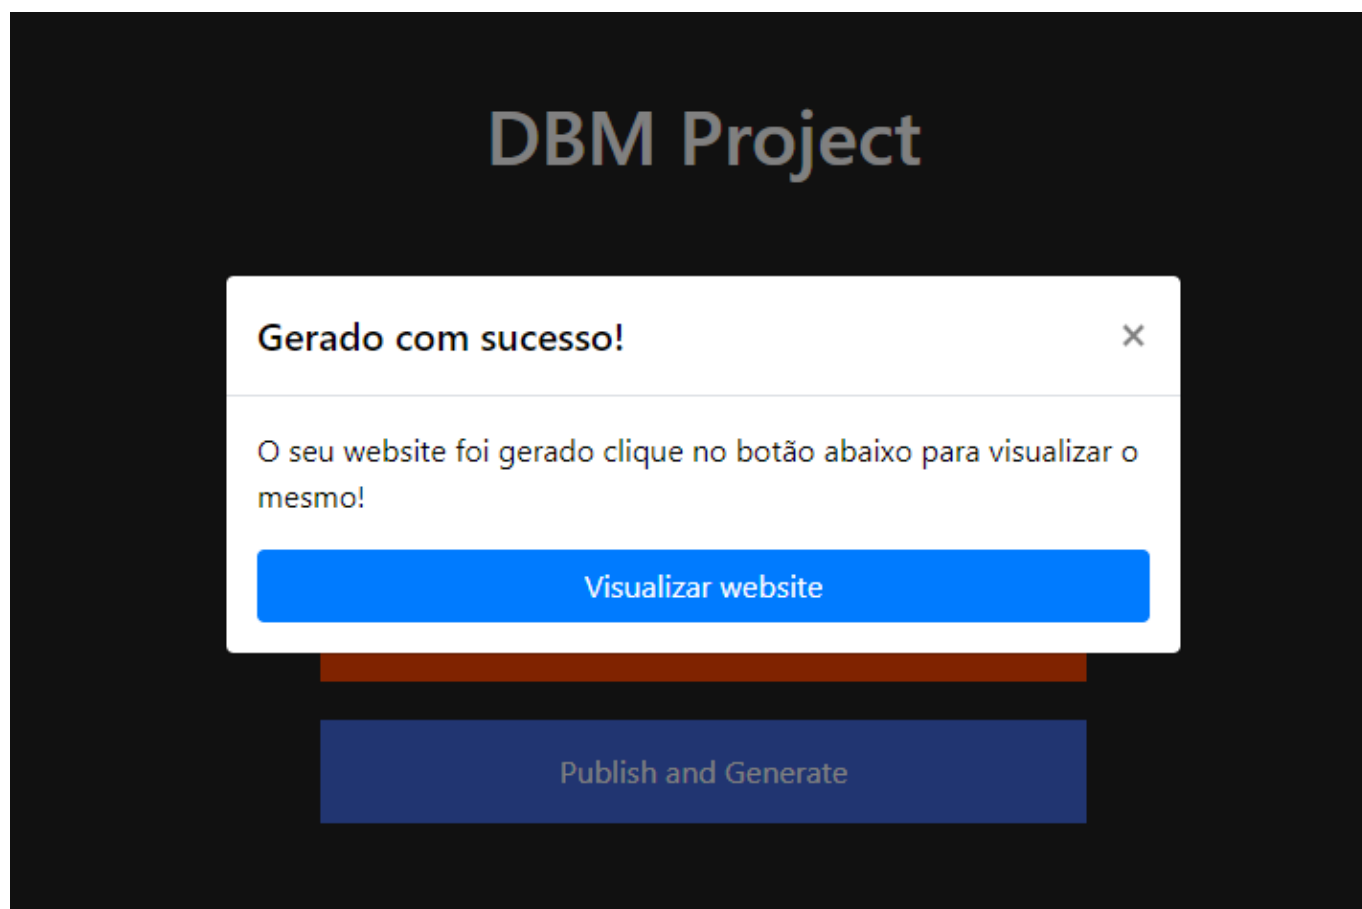 DBM Project
Gerado com sucesso!
×
O seu website foi gerado clique no botão abaixo para visualizar o
mesmo!
Visualizar website
Publish and Generate